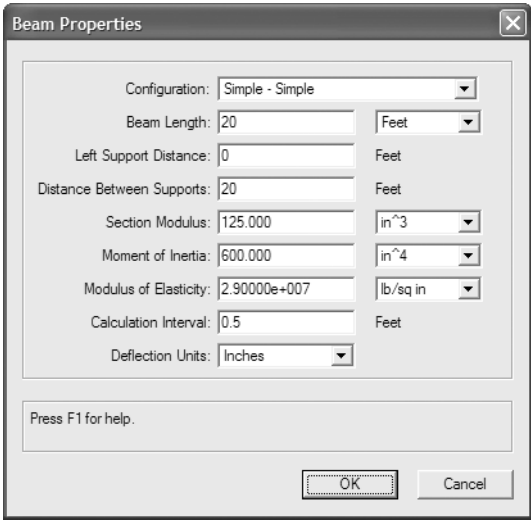 Beam Properties
Configuration: Simple - Simple
Beam Length: 20 Feet
Left Support Distance: 0 Feet
Distance Between Supports: 20 Feet
Section Modulus: 125.000 in^3
Moment of Inertia: 600.000 in^4
Modulus of Elasticity: 2.90000e+007 lb/sq in
Calculation Interval: 0.5 Feet
Deflection Units: Inches
Press F1 for help.
OK Cancel